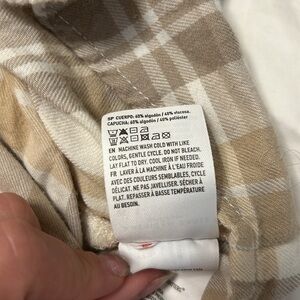 SP CUERPO: 60% algodón / 40% viscosa.
CAPUCHA: 60% algodón / 40% poliéster
EN MACHINE WASH COLD WITH LIKE
COLORS, GENTLE CYCLE. DO NOT BLEACH.
LAY FLAT TO DRY. COOL IRON IF NEEDED.
FR LAVER À LA MACHINE À L'EAU FROIDE
AVEC DES COULEURS SEMBLABLES, CYCLE
DÉLICAT. NE PAS JAVELLISER. SÉCHER À
PLAT. REPASSER À BASSE TEMPÉRATURE
AU BESOIN.